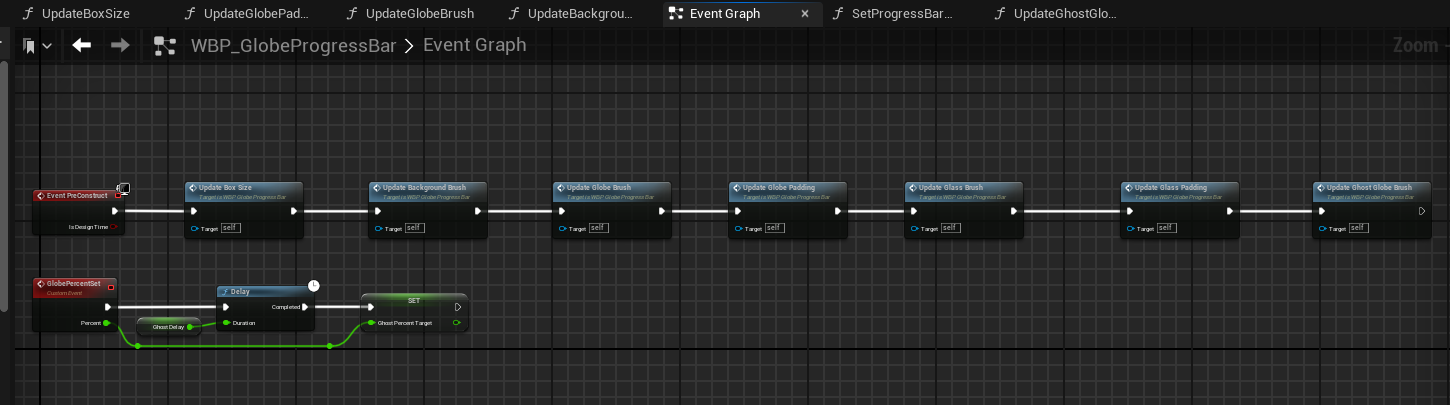 UpdateBoxSize
UpdateGlobePad...
UpdateGlobeBrush
UpdateBackgrou...
Event Graph
SetProgressBar...
UpdateGhostGlo...
WBP_GlobeProgressBar > Event Graph
Zoom -
Event PreConstruct
Is Design Time
Update Box Size
Target is WBP Globe Progress Bar
Target self
Update Background Brush
Target is WBP Globe Progress Bar
Target self
Update Globe Brush
Target is WBP Globe Progress Bar
Target self
Update Globe Padding
Target is WBP Globe Progress Bar
Target self
Update Glass Brush
Target is WBP Globe Progress Bar
Target self
Update Glass Padding
Target is WBP Globe Progress Bar
Target self
Update Ghost Globe Brush
Target is WBP Globe Progress Bar
Target self
GlobePercentSet
Custom Event
Percent
Ghost Delay
Delay
Completed
Duration
SET
Ghost Percent Target